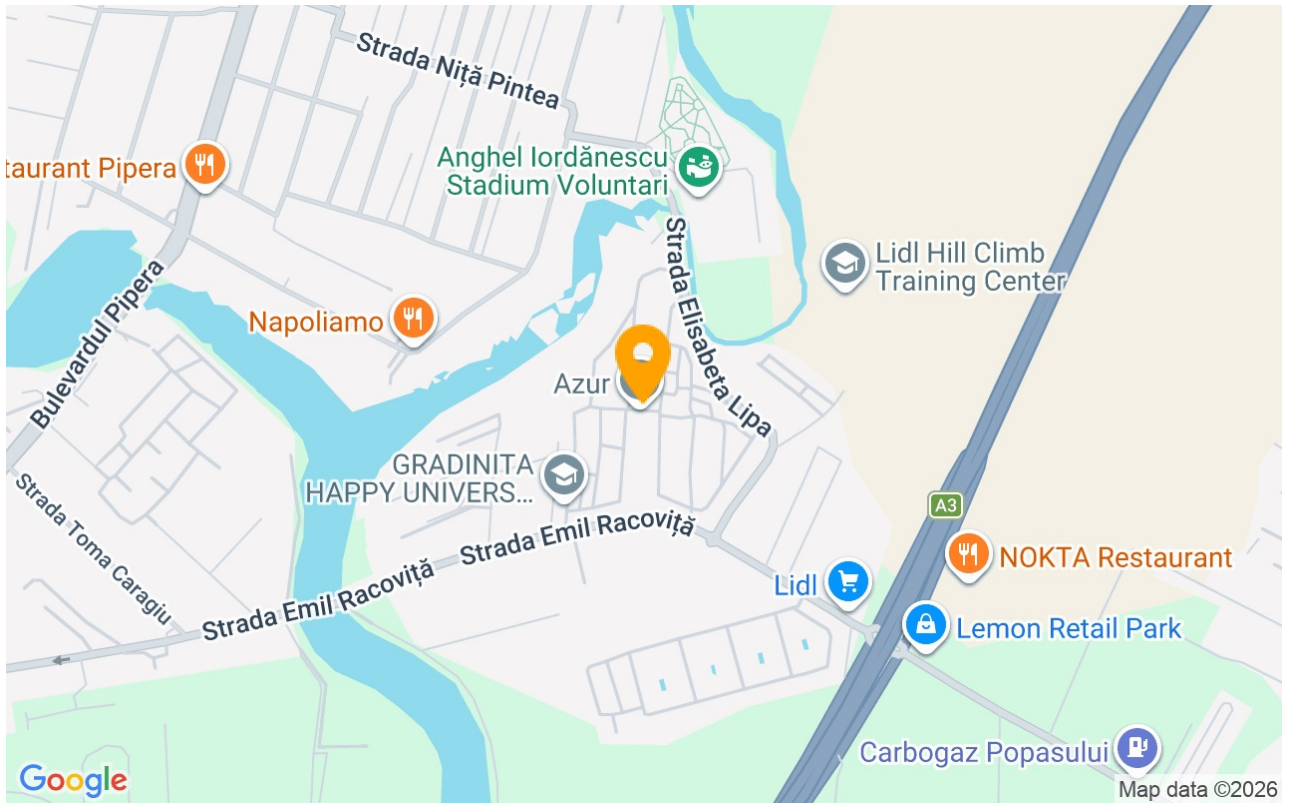 Strada Niță Pintea
taurant Pipera
Anghel Iordănescu
Stadium Voluntari
Strada Elisabeta Lipa
Lidl Hill Climb
Training Center
Bulevardul Pipera
Napoliamo
Azur
GRADINITA
HAPPY UNIVERS...
Strada Toma Caragiu
Strada Emil Racoviță
Strada Emil Racoviță
A3
NOKTA Restaurant
Lidl
Lemon Retail Park
Carbogaz Popasului
Google
Map data ©2026